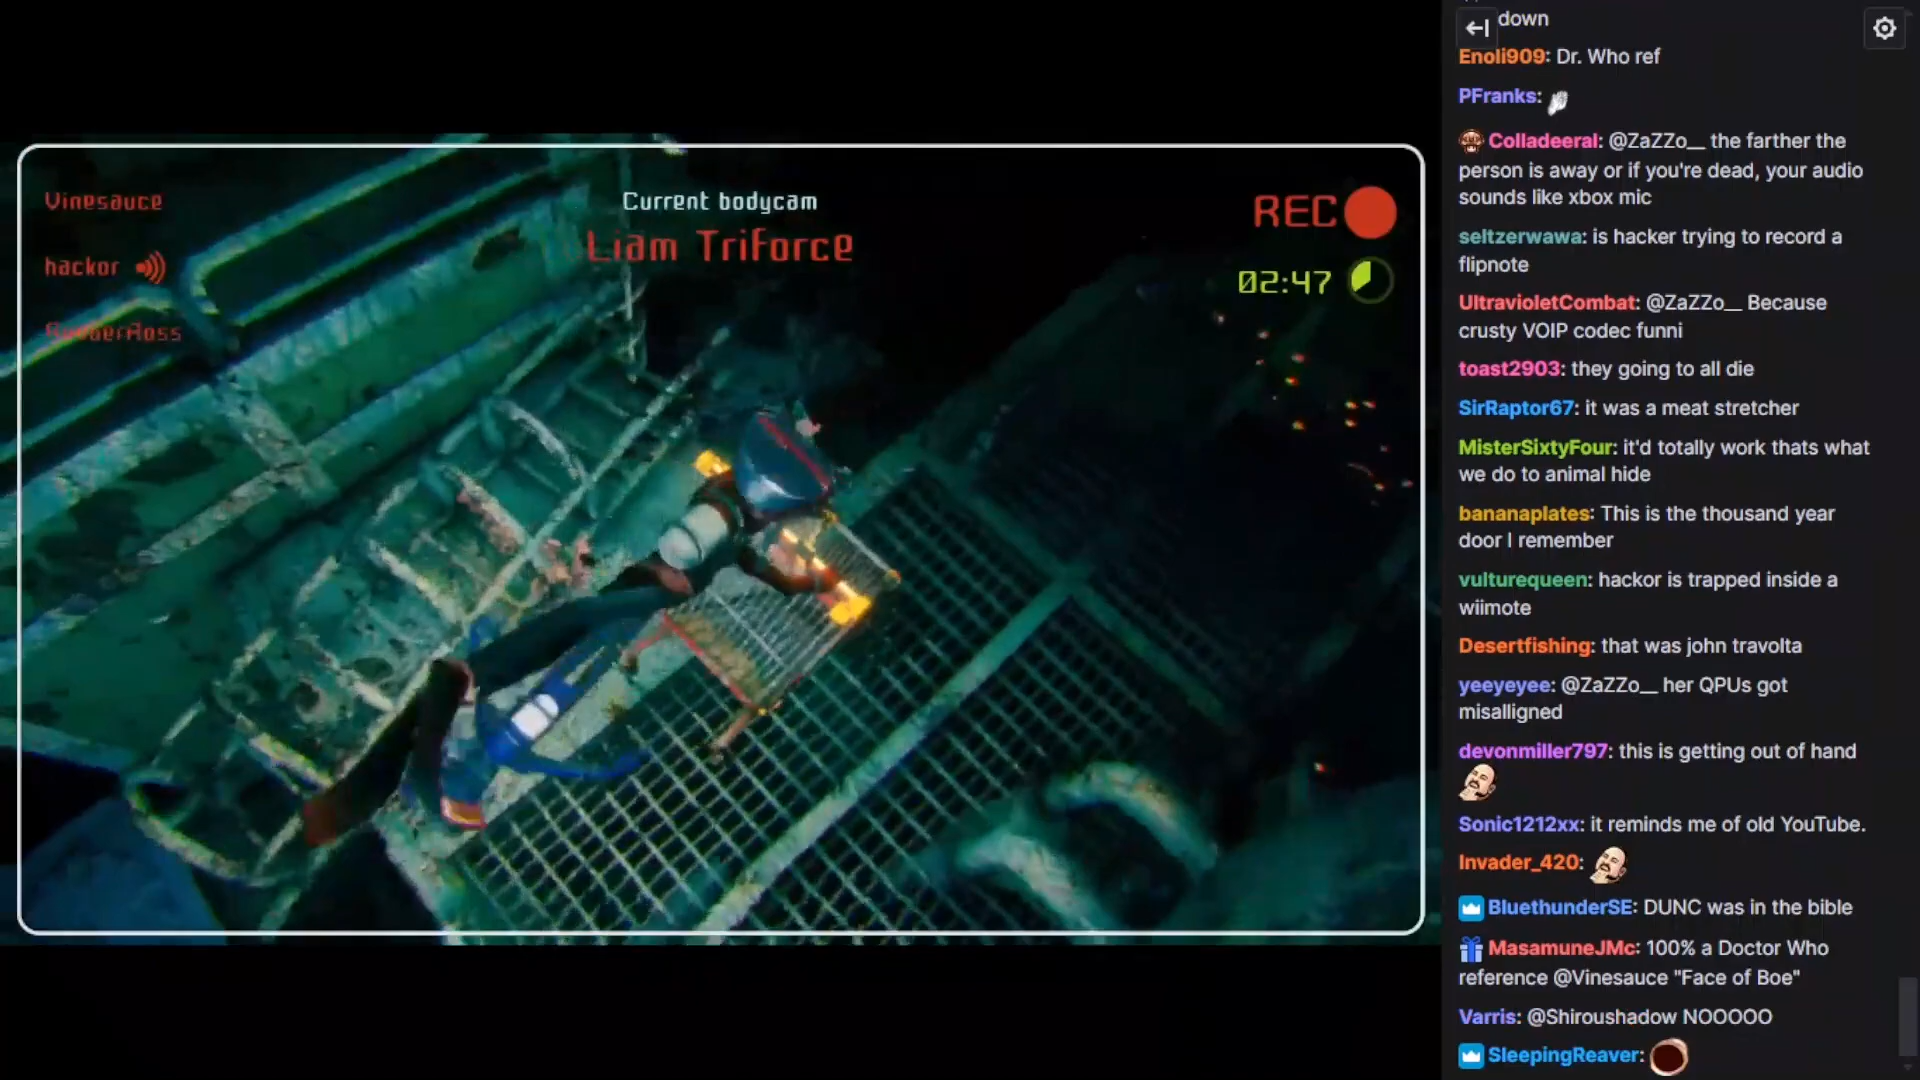 Vinesauce
hackor
RubberRoss
Current bodycam
Liam Triforce
REC
02:47
down
Enoli909: Dr. Who ref
PFranks:
Colladeeral: @ZaZZo__ the farther the
person is away or if you're dead, your audio
sounds like xbox mic
seltzerwawa: is hacker trying to record a
flipnote
UltravioletCombat: @ZaZZo__ Because
crusty VOIP codec funni
toast2903: they going to all die
SirRaptor67: it was a meat stretcher
MisterSixtyFour: it'd totally work thats what
we do to animal hide
bananaplates: This is the thousand year
door I remember
vulturequeen: hackor is trapped inside a
wiimote
Desertfishing: that was john travolta
yeeyeyee: @ZaZZo__ her QPUs got
misalligned
devonmiller797: this is getting out of hand
Sonic1212xx: it reminds me of old YouTube.
Invader_420:
BluethunderSE: DUNC was in the bible
MasamuneJMc: 100% a Doctor Who
reference @Vinesauce "Face of Boe"
Varris: @Shiroushadow NOOOOO
SleepingReaver: